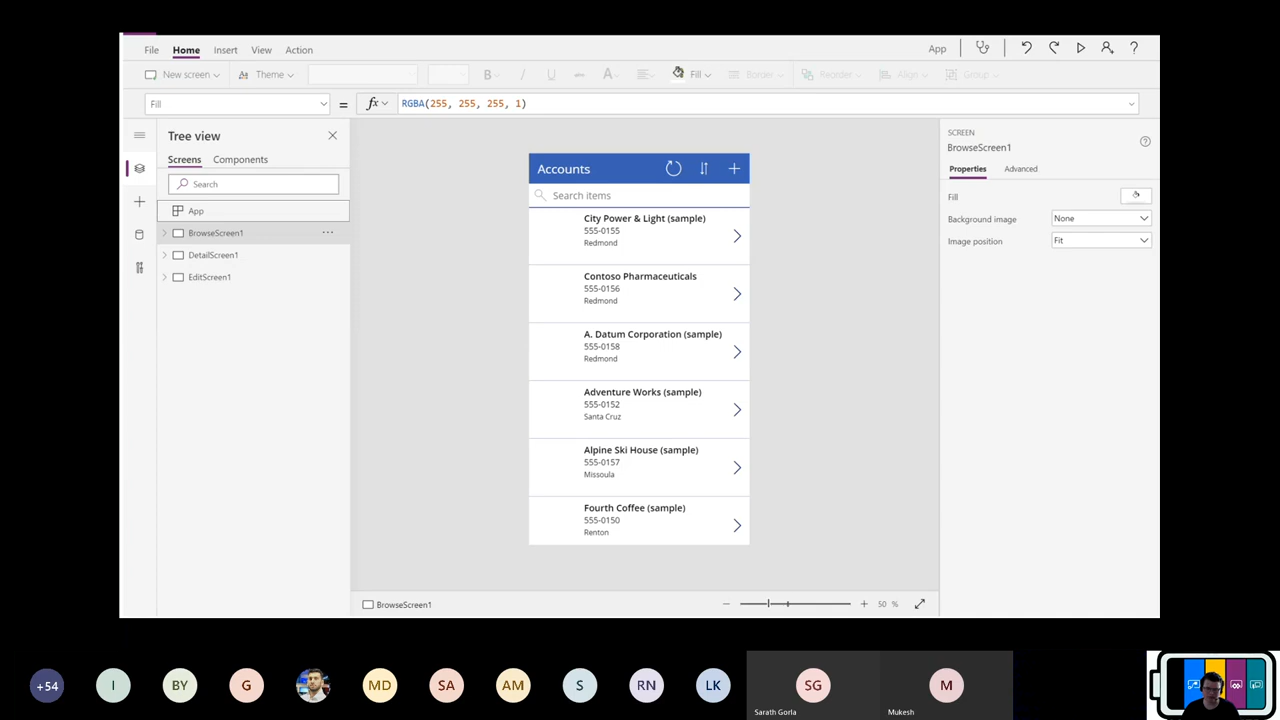 File Home Insert View Action App ?
New screen Theme B / U A Fill Border Reorder Align Group
Fill = fx RGBA(255, 255, 255, 1)
Tree view
Screens Components
Search
App
BrowseScreen1 ...
DetailScreen1
EditScreen1
Accounts
Search items
City Power & Light (sample)
555-0155
Redmond
Contoso Pharmaceuticals
555-0156
Redmond
A. Datum Corporation (sample)
555-0158
Redmond
Adventure Works (sample)
555-0152
Santa Cruz
Alpine Ski House (sample)
555-0157
Missoula
Fourth Coffee (sample)
555-0150
Renton
SCREEN
BrowseScreen1
Properties Advanced
Fill
Background image None
Image position Fit
BrowseScreen1 50 %
+54 I BY G MD SA AM S RN LK SG M
Sarath Gorla Mukesh